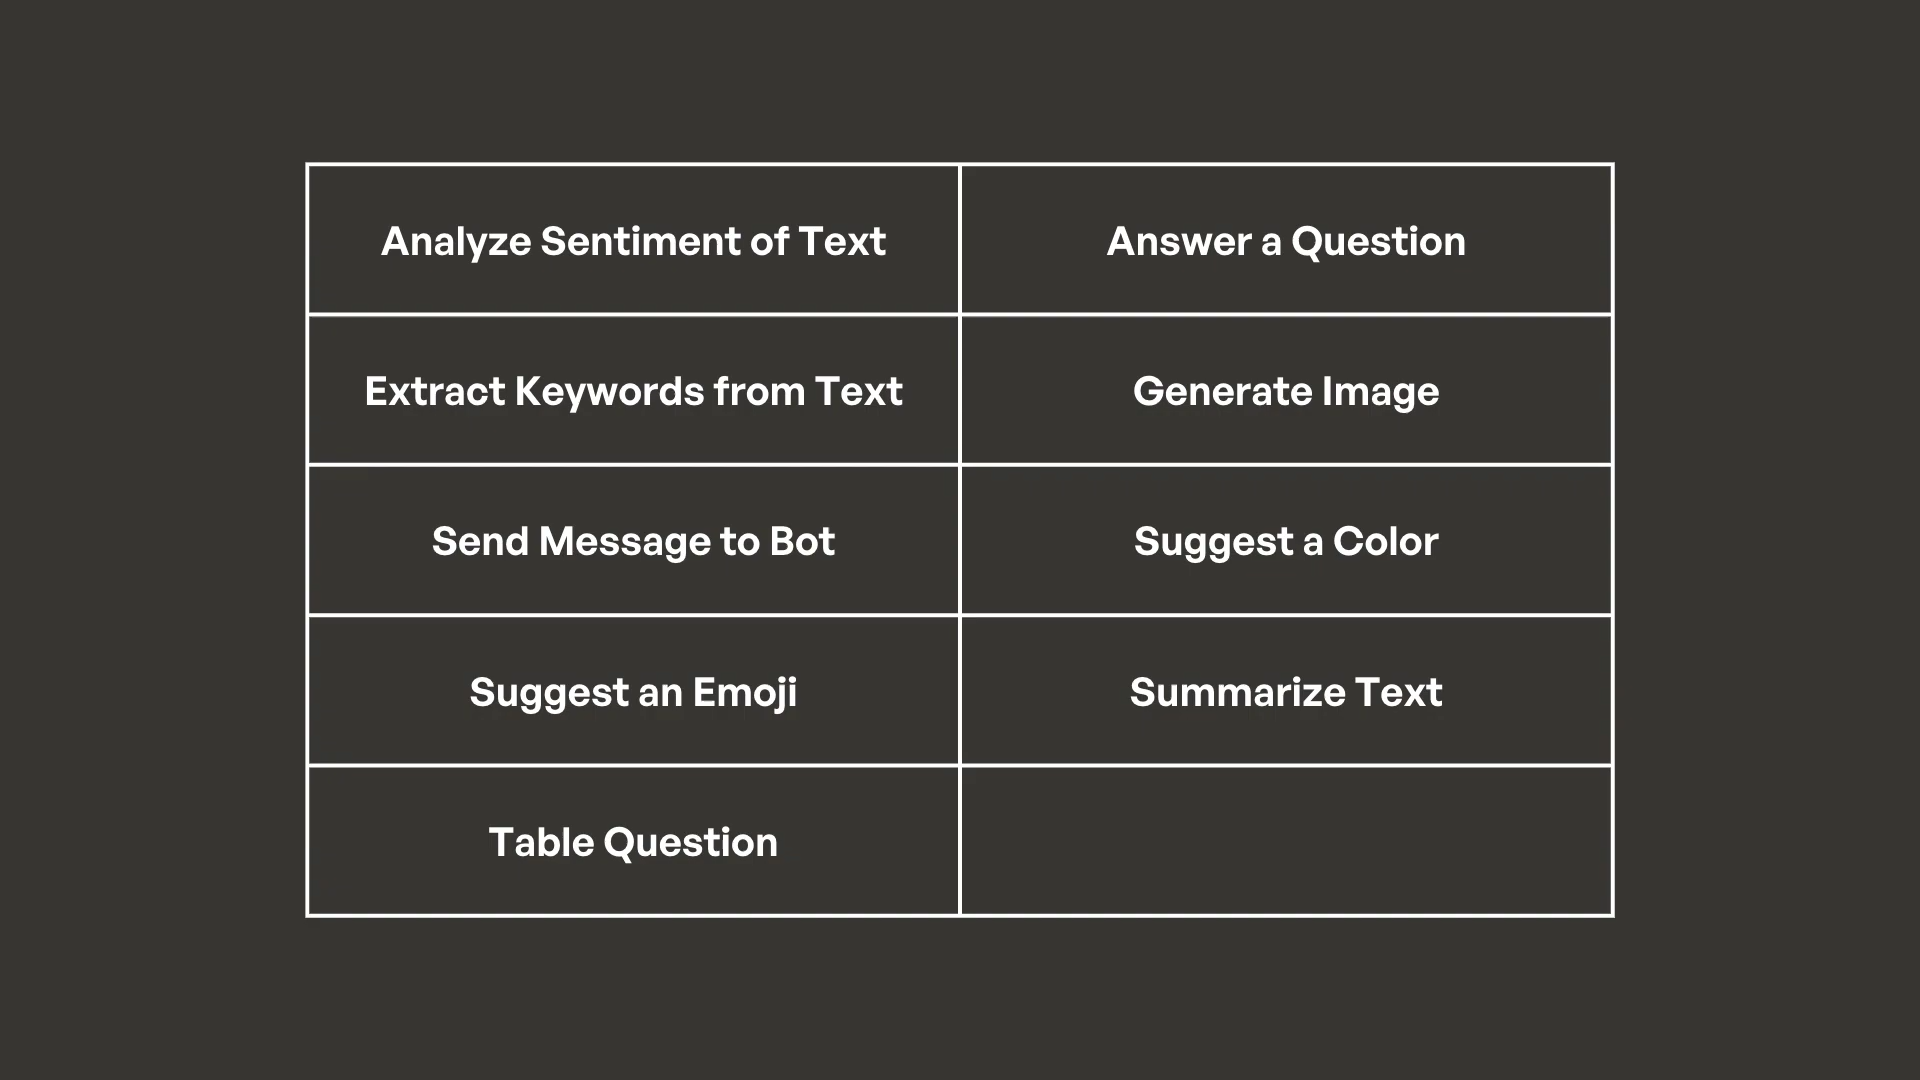 Analyze Sentiment of Text
Answer a Question
Extract Keywords from Text
Generate Image
Send Message to Bot
Suggest a Color
Suggest an Emoji
Summarize Text
Table Question